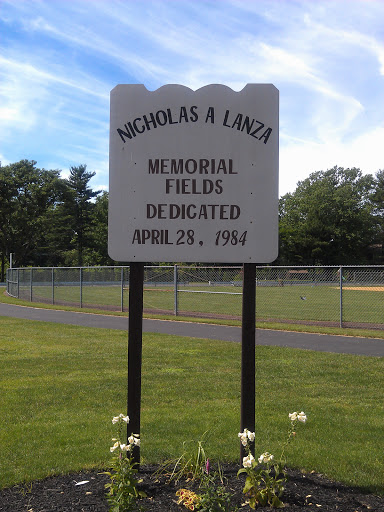 NICHOLAS A LANZA
MEMORIAL
FIELDS
DEDICATED
APRIL 28, 1984